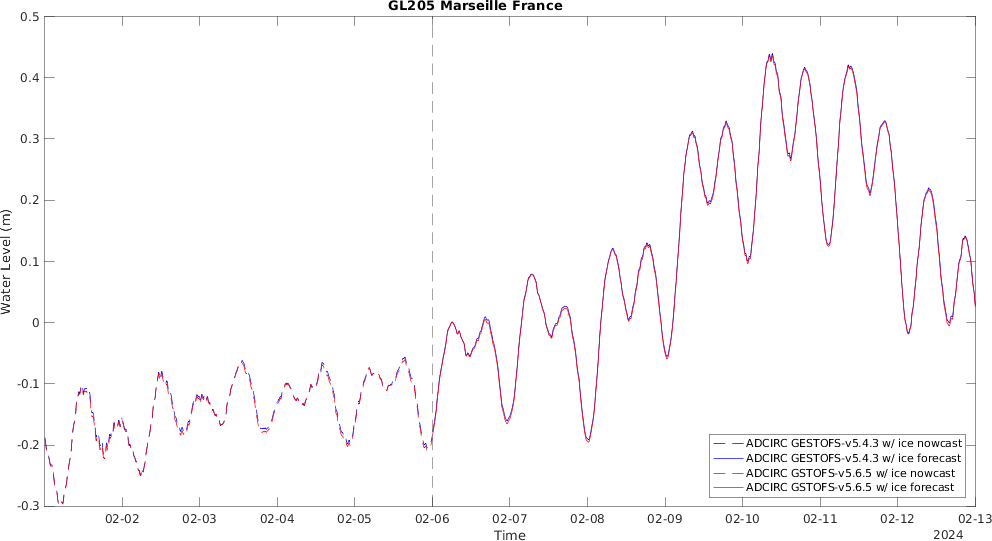 GL205 Marseille France
0.5
0.4
0.3
0.2
0.1
0
-0.1
-0.2
-0.3
Water Level (m)
ADCIRC GESTOFS-v5.4.3 w/ ice nowcast
ADCIRC GESTOFS-v5.4.3 w/ ice forecast
ADCIRC GSTOFS-v5.6.5 w/ ice nowcast
ADCIRC GSTOFS-v5.6.5 w/ ice forecast
02-02 02-03 02-04 02-05 02-06 02-07 02-08 02-09 02-10 02-11 02-12 02-13
Time
2024